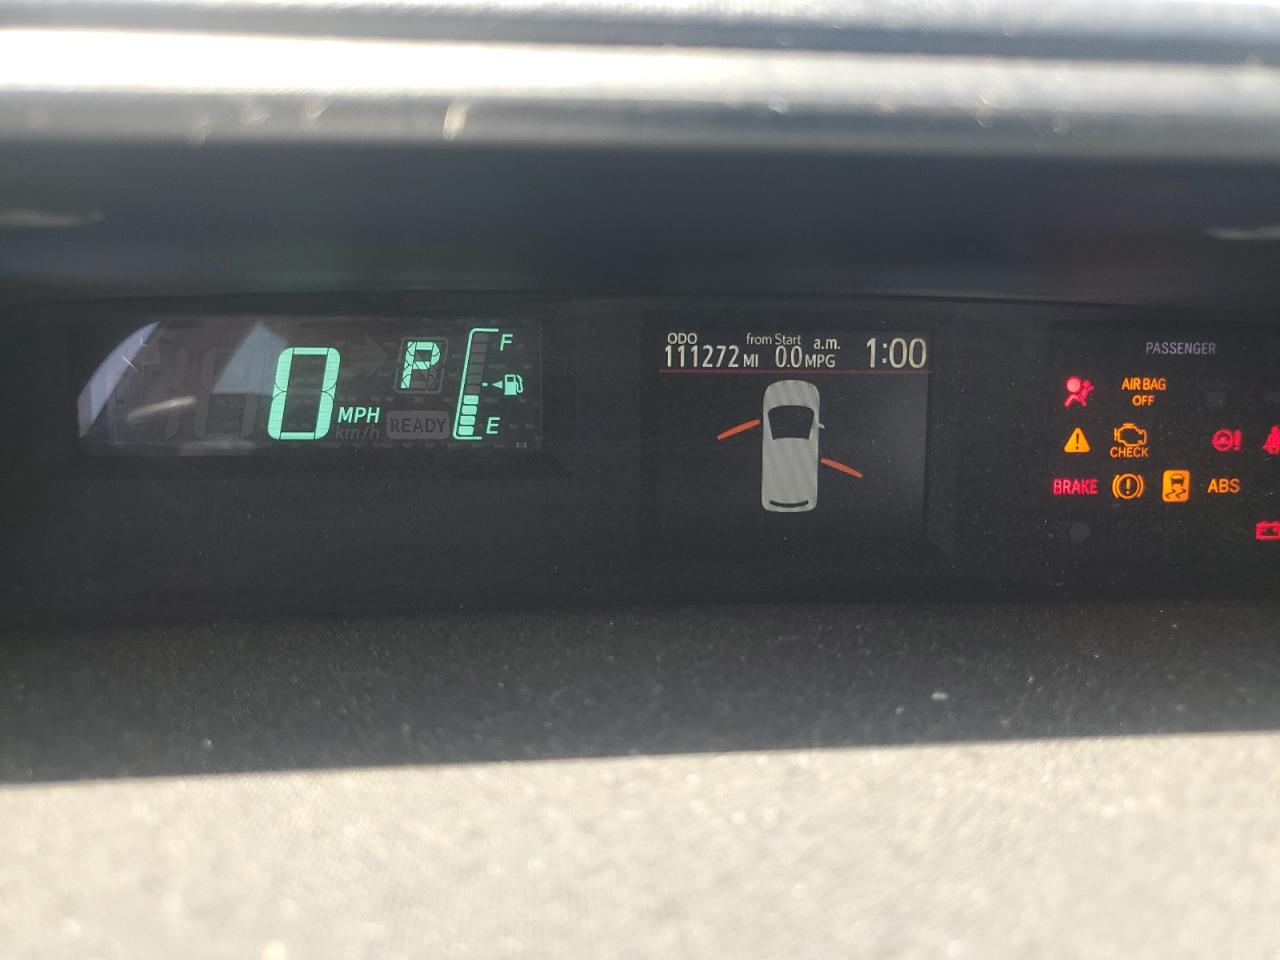 0 MPH
km/h
P
READY
F
E
ODO from Start a.m.
111272 MI 0.0 MPG 1:00
PASSENGER
AIR BAG
OFF
CHECK
BRAKE ABS